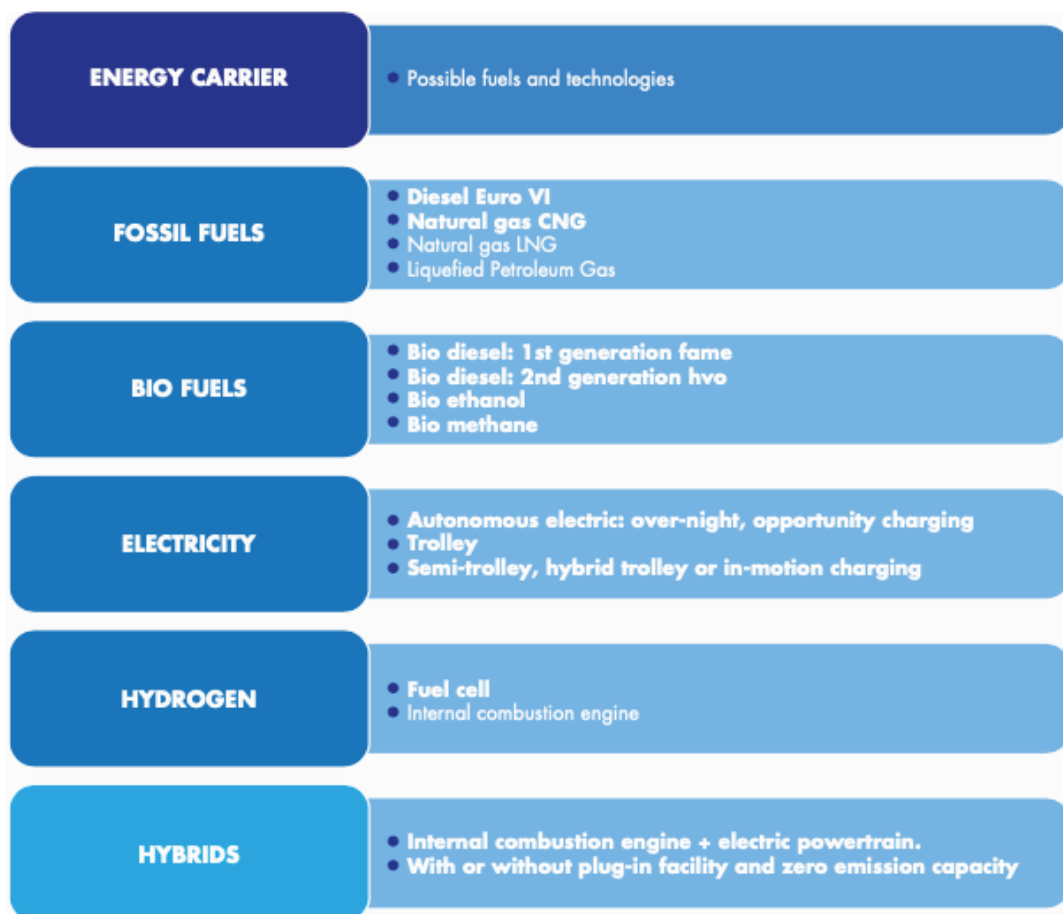 ENERGY CARRIER
Possible fuels and technologies
FOSSIL FUELS
Diesel Euro VI
Natural gas CNG
Natural gas LNG
Liquefied Petroleum Gas
BIO FUELS
Bio diesel: 1st generation fame
Bio diesel: 2nd generation hvo
Bio ethanol
Bio methane
ELECTRICITY
Autonomous electric: over-night, opportunity charging
Trolley
Semi-trolley, hybrid trolley or in-motion charging
HYDROGEN
Fuel cell
Internal combustion engine
HYBRIDS
Internal combustion engine + electric powertrain.
With or without plug-in facility and zero emission capacity